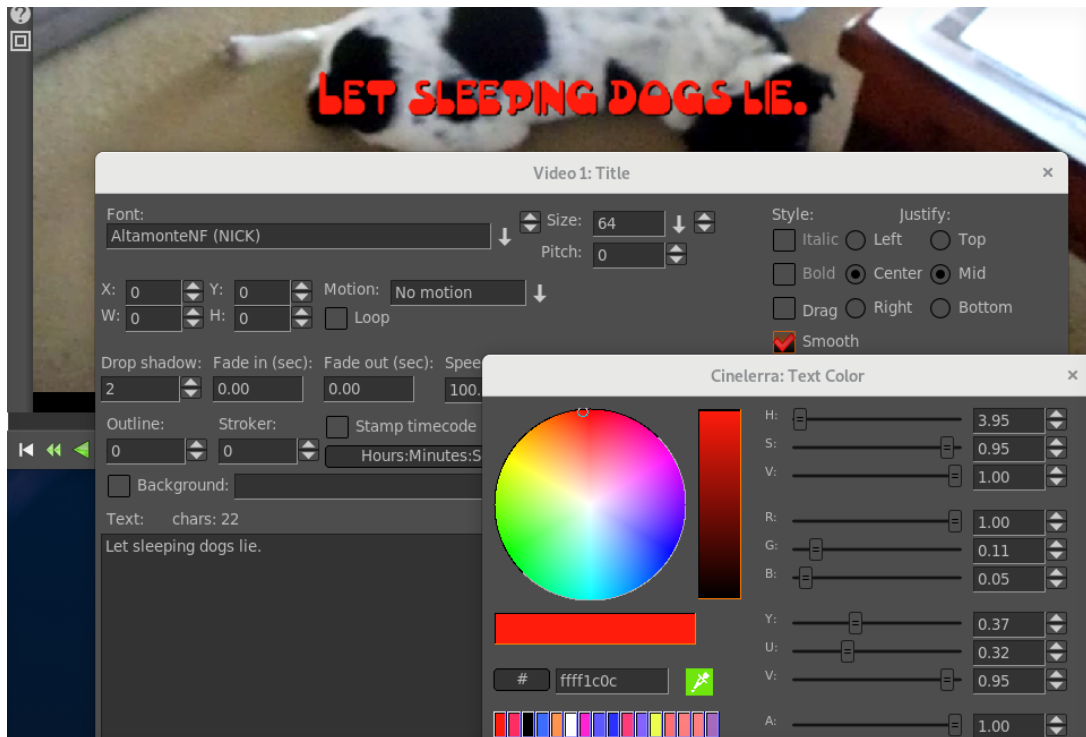 ?
LET SLEEPING DOGS LIE.
Video 1: Title
×
Font:
AltamonteNF (NICK)
Size: 64
Pitch: 0
Style: Justify:
Italic Left Top
Bold Center Mid
Drag Right Bottom
Smooth
X: 0 Y: 0 Motion: No motion
W: 0 H: 0 Loop
Drop shadow: Fade in (sec): Fade out (sec): Spee
2 0.00 0.00 100.
Outline: Stroker: Stamp timecode
0 0 Hours:Minutes:S
Background:
Text: chars: 22
Let sleeping dogs lie.
Cinelerra: Text Color
×
H: 3.95
S: 0.95
V: 1.00
R: 1.00
G: 0.11
B: 0.05
Y: 0.37
U: 0.32
V: 0.95
A: 1.00
# ffff1c0c